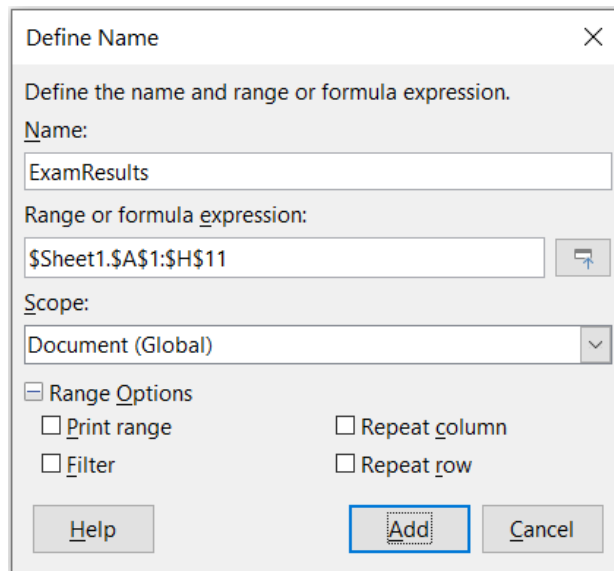 Define Name
Define the name and range or formula expression.
Name:
ExamResults
Range or formula expression:
$Sheet1.$A$1:$H$11
Scope:
Document (Global)
Range Options
Print range Repeat column
Filter Repeat row
Help Add Cancel